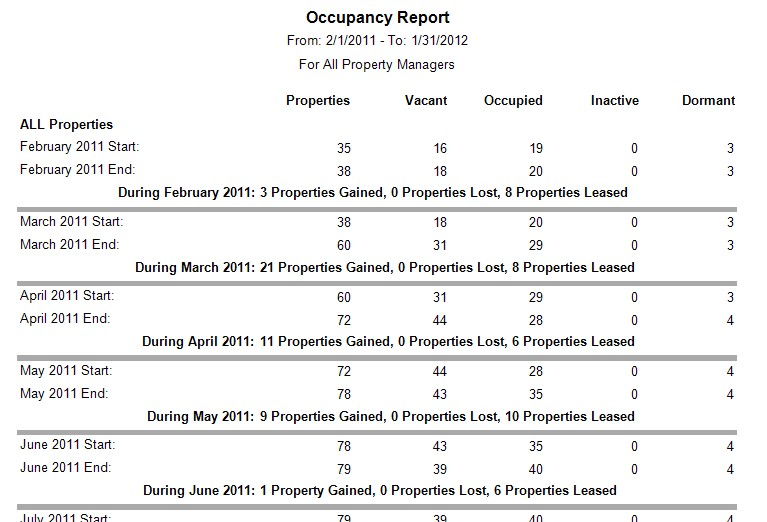 Occupancy Report
From: 2/1/2011 - To: 1/31/2012
For All Property Managers
Properties Vacant Occupied Inactive Dormant
ALL Properties
February 2011 Start: 35 16 19 0 3
February 2011 End: 38 18 20 0 3
During February 2011: 3 Properties Gained, 0 Properties Lost, 8 Properties Leased
March 2011 Start: 38 18 20 0 3
March 2011 End: 60 31 29 0 3
During March 2011: 21 Properties Gained, 0 Properties Lost, 8 Properties Leased
April 2011 Start: 60 31 29 0 3
April 2011 End: 72 44 28 0 4
During April 2011: 11 Properties Gained, 0 Properties Lost, 6 Properties Leased
May 2011 Start: 72 44 28 0 4
May 2011 End: 78 43 35 0 4
During May 2011: 9 Properties Gained, 0 Properties Lost, 10 Properties Leased
June 2011 Start: 78 43 35 0 4
June 2011 End: 79 39 40 0 4
During June 2011: 1 Property Gained, 0 Properties Lost, 6 Properties Leased
July 2011 Start: 79 39 40 0 4